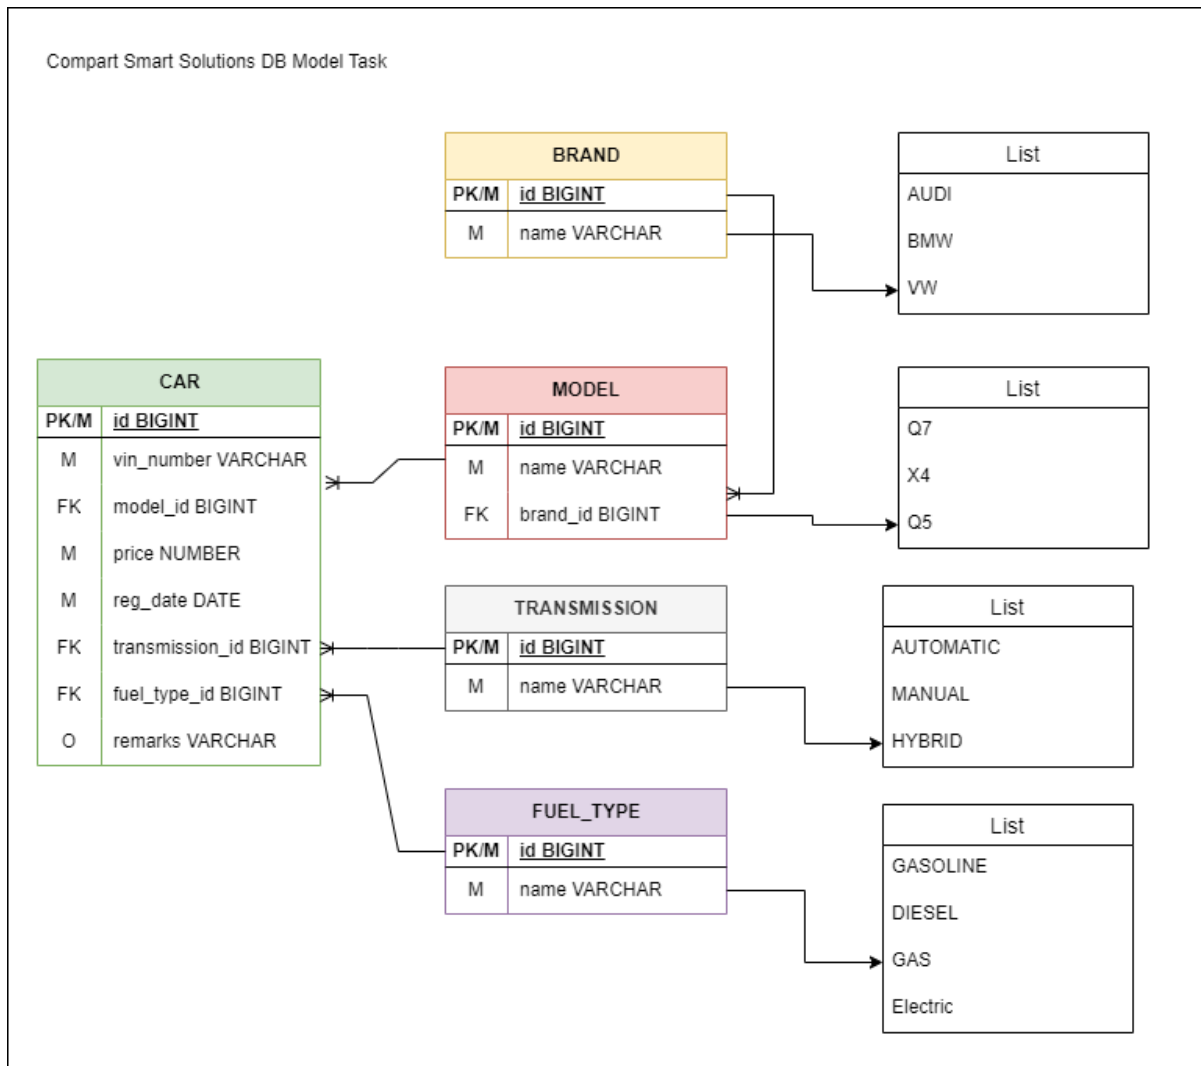 Compart Smart Solutions DB Model Task
BRAND
PK/M id BIGINT
M name VARCHAR
List
AUDI
BMW
VW
CAR
PK/M id BIGINT
M vin_number VARCHAR
FK model_id BIGINT
M price NUMBER
M reg_date DATE
FK transmission_id BIGINT
FK fuel_type_id BIGINT
O remarks VARCHAR
MODEL
PK/M id BIGINT
M name VARCHAR
FK brand_id BIGINT
List
Q7
X4
Q5
TRANSMISSION
PK/M id BIGINT
M name VARCHAR
List
AUTOMATIC
MANUAL
HYBRID
FUEL_TYPE
PK/M id BIGINT
M name VARCHAR
List
GASOLINE
DIESEL
GAS
Electric